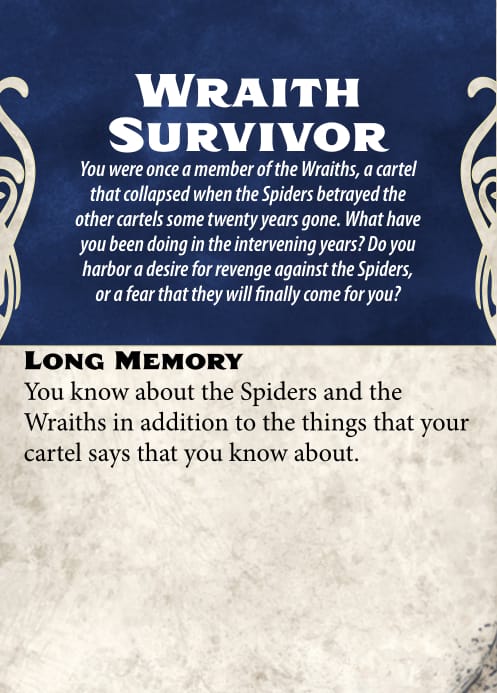 Wraith
Survivor
You were once a member of the Wraiths, a cartel
that collapsed when the Spiders betrayed the
other cartels some twenty years gone. What have
you been doing in the intervening years? Do you
harbor a desire for revenge against the Spiders,
or a fear that they will finally come for you?
Long Memory
You know about the Spiders and the
Wraiths in addition to the things that your
cartel says that you know about.